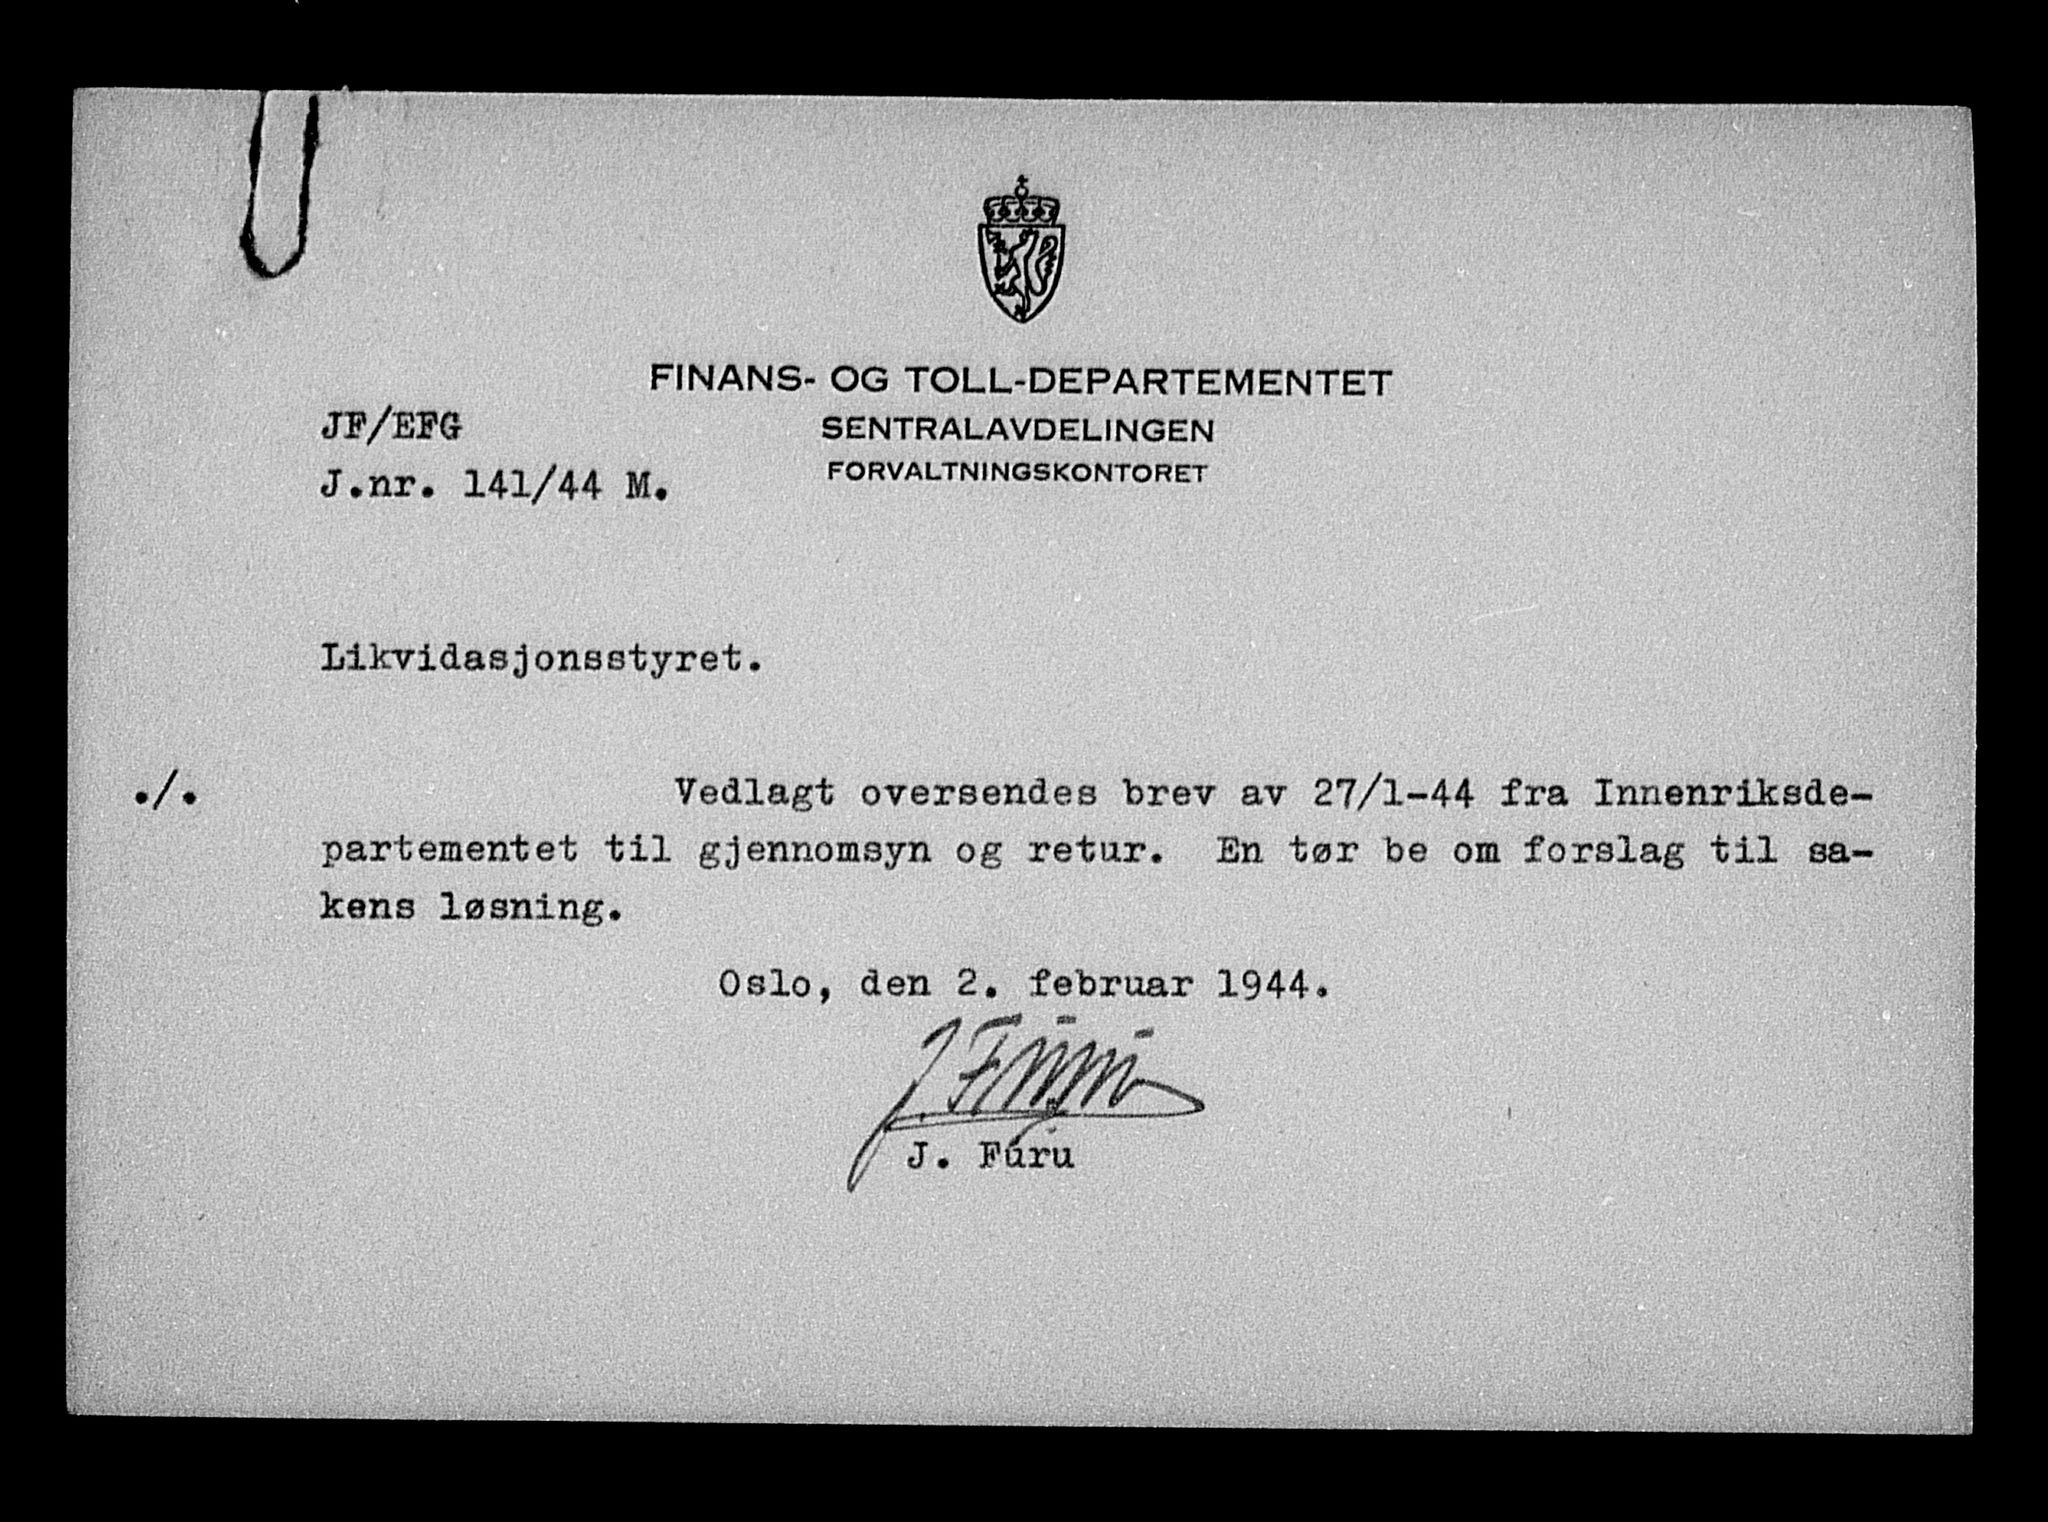 FINANS- OG TOLL-DEPARTEMENTET
SENTRALAVDELINGEN
FORVALTNINGSKONTORET
JF/EFG
J.nr. 141/44 M.
Likvidasjonsstyret.
./. Vedlagt oversendes brev av 27/1-44 fra Innenriksde-
partementet til gjennomsyn og retur. En tør be om forslag til sa-
kens løsning.
Oslo, den 2. februar 1944.
J. Furu
J. Furu